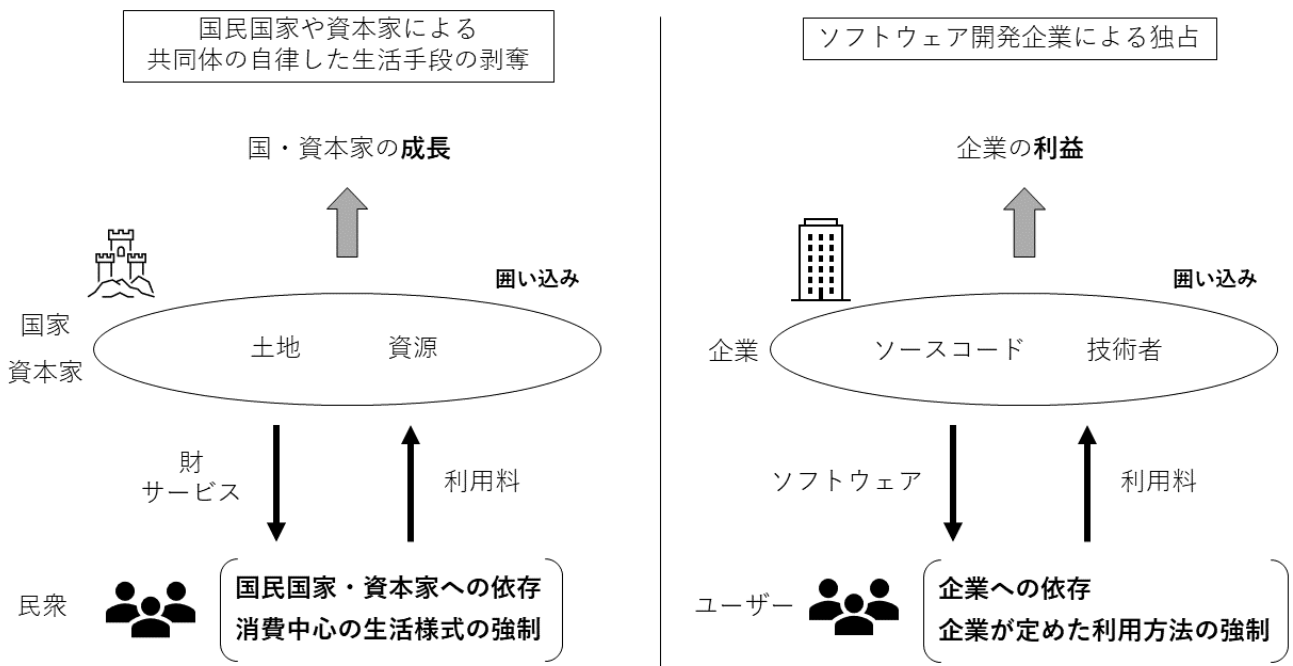 国民国家や資本家による
共同体の自律した生活手段の剥奪
国・資本家の成長
囲い込み
国家
資本家
土地
資源
財
サービス
利用料
民衆
国民国家・資本家への依存
消費中心の生活様式の強制
ソフトウェア開発企業による独占
企業の利益
囲い込み
企業
ソースコード
技術者
ソフトウェア
利用料
ユーザー
企業への依存
企業が定めた利用方法の強制